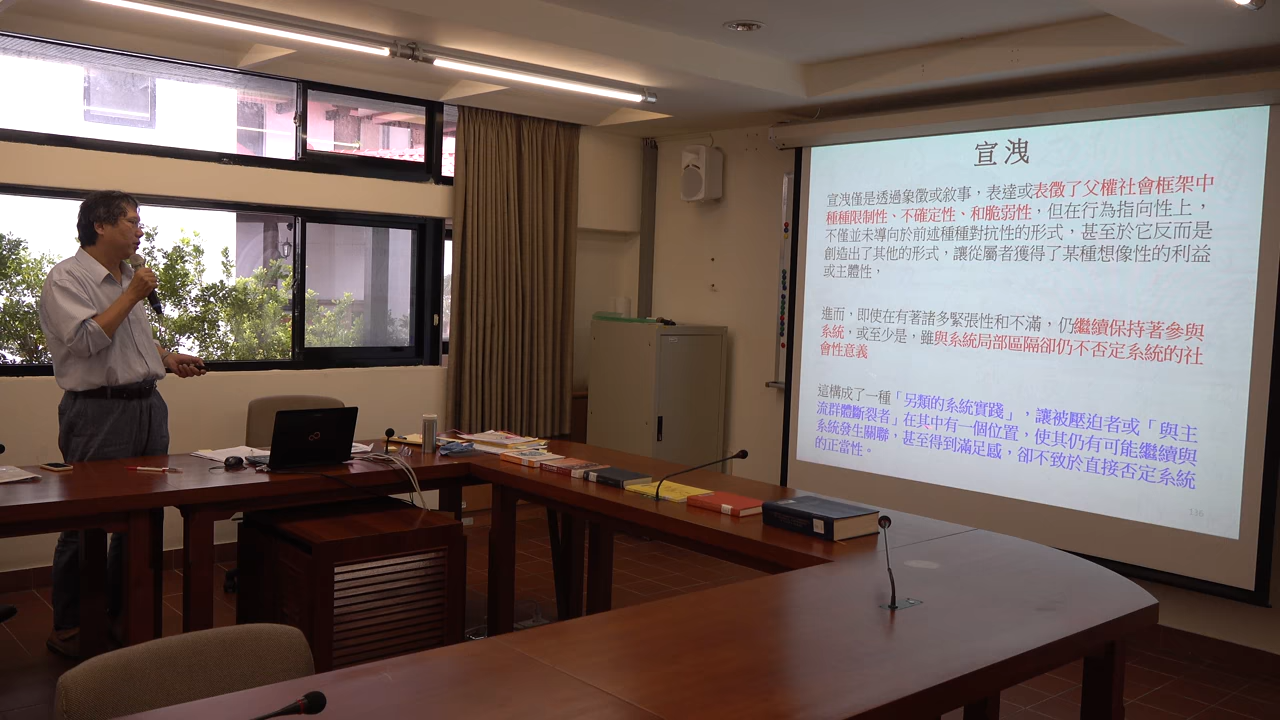 宣洩
宣洩僅是透過象徵或敘事，表達或表徵了父權社會框架中
種種限制性、不確定性、和脆弱性，但在行為指向性上，
不僅並未導向於前述種種對抗性的形式，甚至於它反而是
創造出了其他的形式，讓從屬者獲得了某種想像性的利益
或主體性，
進而，即使在有著諸多緊張性和不滿，仍繼續保持著參與
系統，或至少是，雖與系統局部區隔卻仍不否定系統的社
會性意義
這構成了一種「另類的系統實踐」，讓被壓迫者或「與主
流群體斷裂者」在其中有一個位置，使其仍有可能繼續與
系統發生關聯，甚至得到滿足感，卻不致於直接否定系統
的正當性。
116